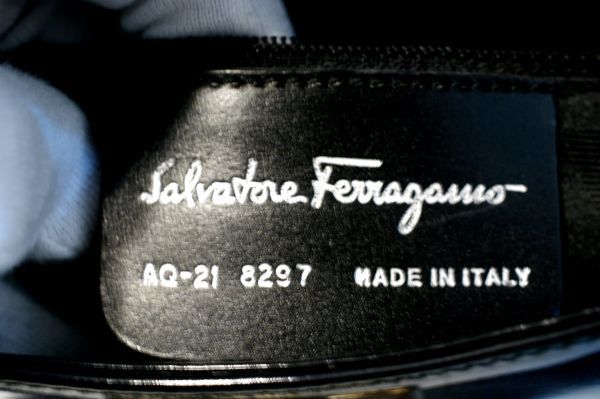 Salvatore Ferragamo
AQ-21 8297 MADE IN ITALY